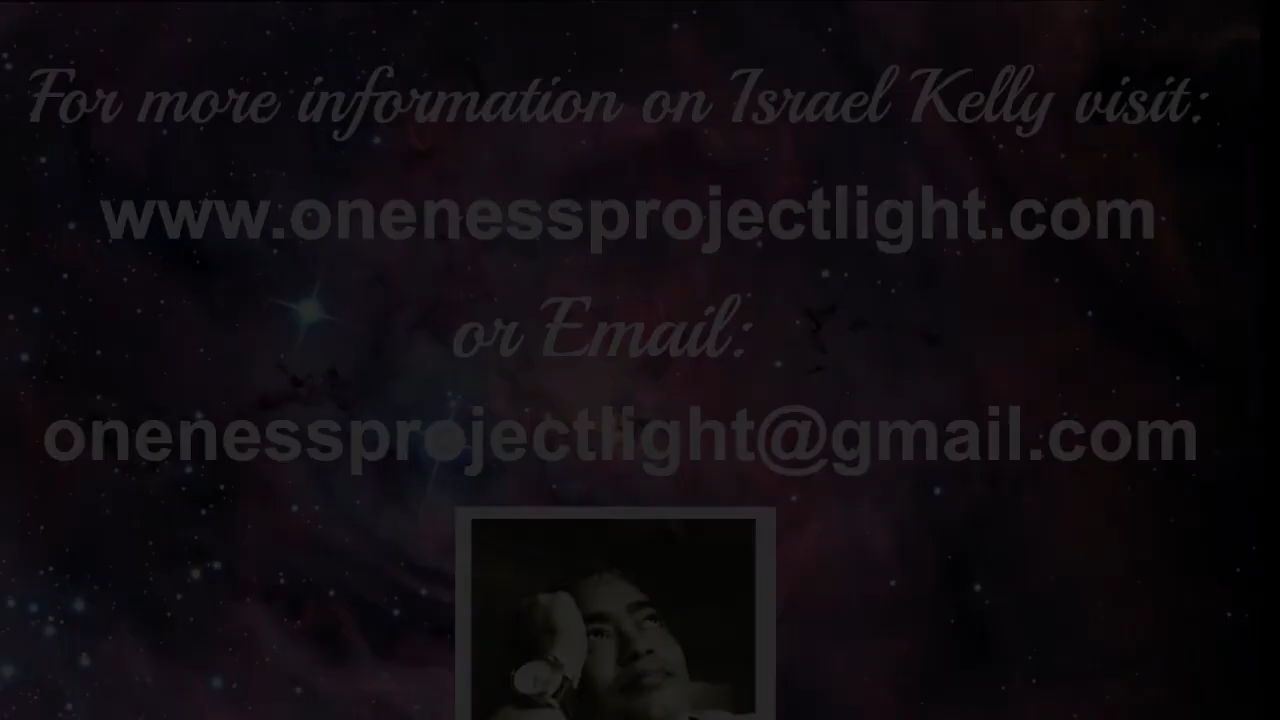 For more information on Israel Kelly visit:
www.onenessprojectlight.com
or Email:
onenessprojectlight@gmail.com